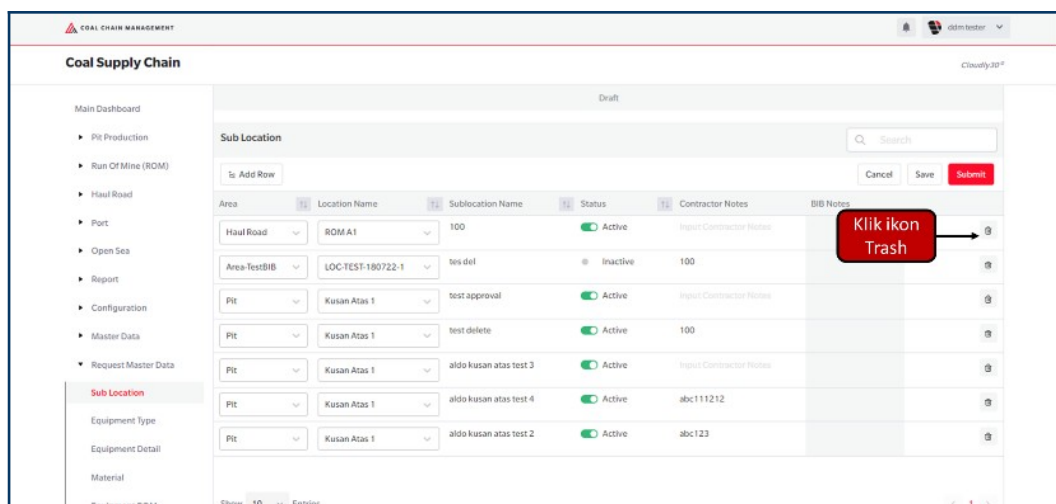 COAL CHAIN MANAGEMENT
ddm tester
Coal Supply Chain
Cloudly30°
Main Dashboard
Pit Production
Run Of Mine (ROM)
Haul Road
Port
Open Sea
Report
Configuration
Master Data
Request Master Data
Sub Location
Equipment Type
Equipment Detail
Material
Draft
Sub Location
Search
Add Row
Cancel Save Submit
Area Location Name Sublocation Name Status Contractor Notes BIB Notes
Haul Road ROM A1 100 Active Input Contractor Notes
Klik ikon
Trash
Area-TestBIB LOC-TEST-180722-1 tes del Inactive 100
Pit Kusan Atas 1 test approval Active Input Contractor Notes
Pit Kusan Atas 1 test delete Active 100
Pit Kusan Atas 1 aldo kusan atas test 3 Active Input Contractor Notes
Pit Kusan Atas 1 aldo kusan atas test 4 Active abc111212
Pit Kusan Atas 1 aldo kusan atas test 2 Active abc123
Show 10 Entries
1